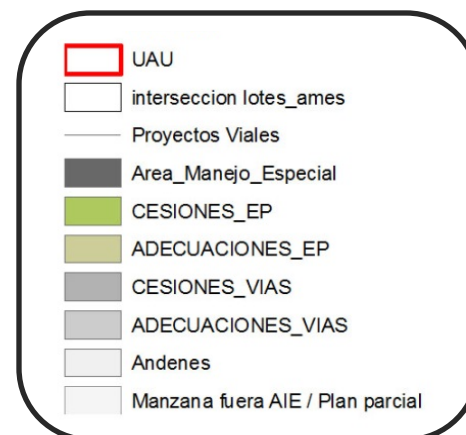 UAU
interseccion lotes_ames
Proyectos Viales
Area_Manejo_Especial
CESIONES_EP
ADECUACIONES_EP
CESIONES_VIAS
ADECUACIONES_VIAS
Andenes
Manzana fuera AIE / Plan parcial